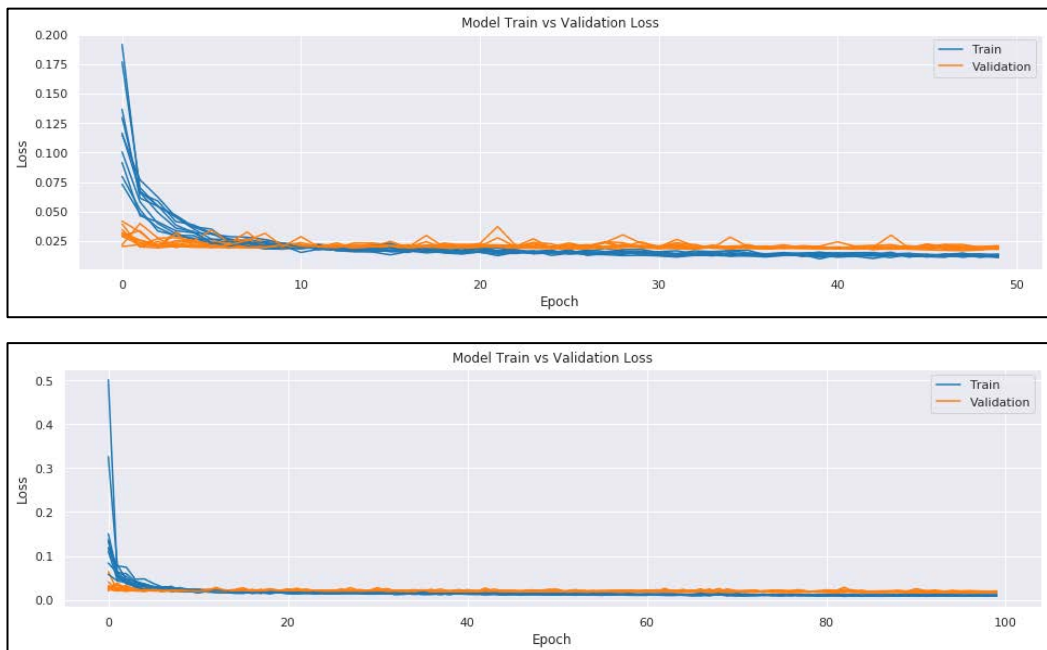 Model Train vs Validation Loss
0.200
0.175
0.150
0.125
0.100
0.075
0.050
0.025
Loss
Train
Validation
0
10
20
30
40
50
Epoch
Model Train vs Validation Loss
0.5
0.4
0.3
0.2
0.1
0.0
Loss
Train
Validation
0
20
40
60
80
100
Epoch